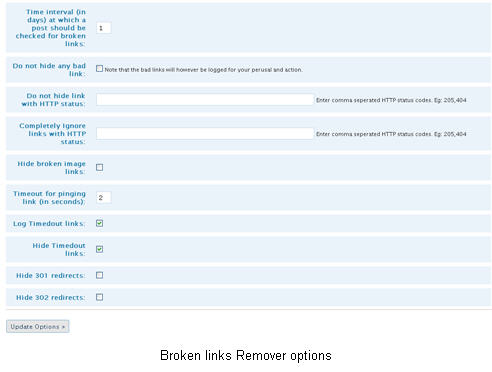 Time interval (in
days) at which a
post should be
checked for broken
links:
1
Do not hide any bad
link:
Note that the bad links will however be logged for your perusal and action.
Do not hide link
with HTTP status:
Enter comma seperated HTTP status codes. Eg: 205,404
Completely Ignore
links with HTTP
status:
Enter comma seperated HTTP status codes. Eg: 205,404
Hide broken image
links:
Timeout for pinging
link (in seconds):
2
Log Timedout links:
Hide Timedout
links:
Hide 301 redirects:
Hide 302 redirects:
Update Options »
Broken links Remover options